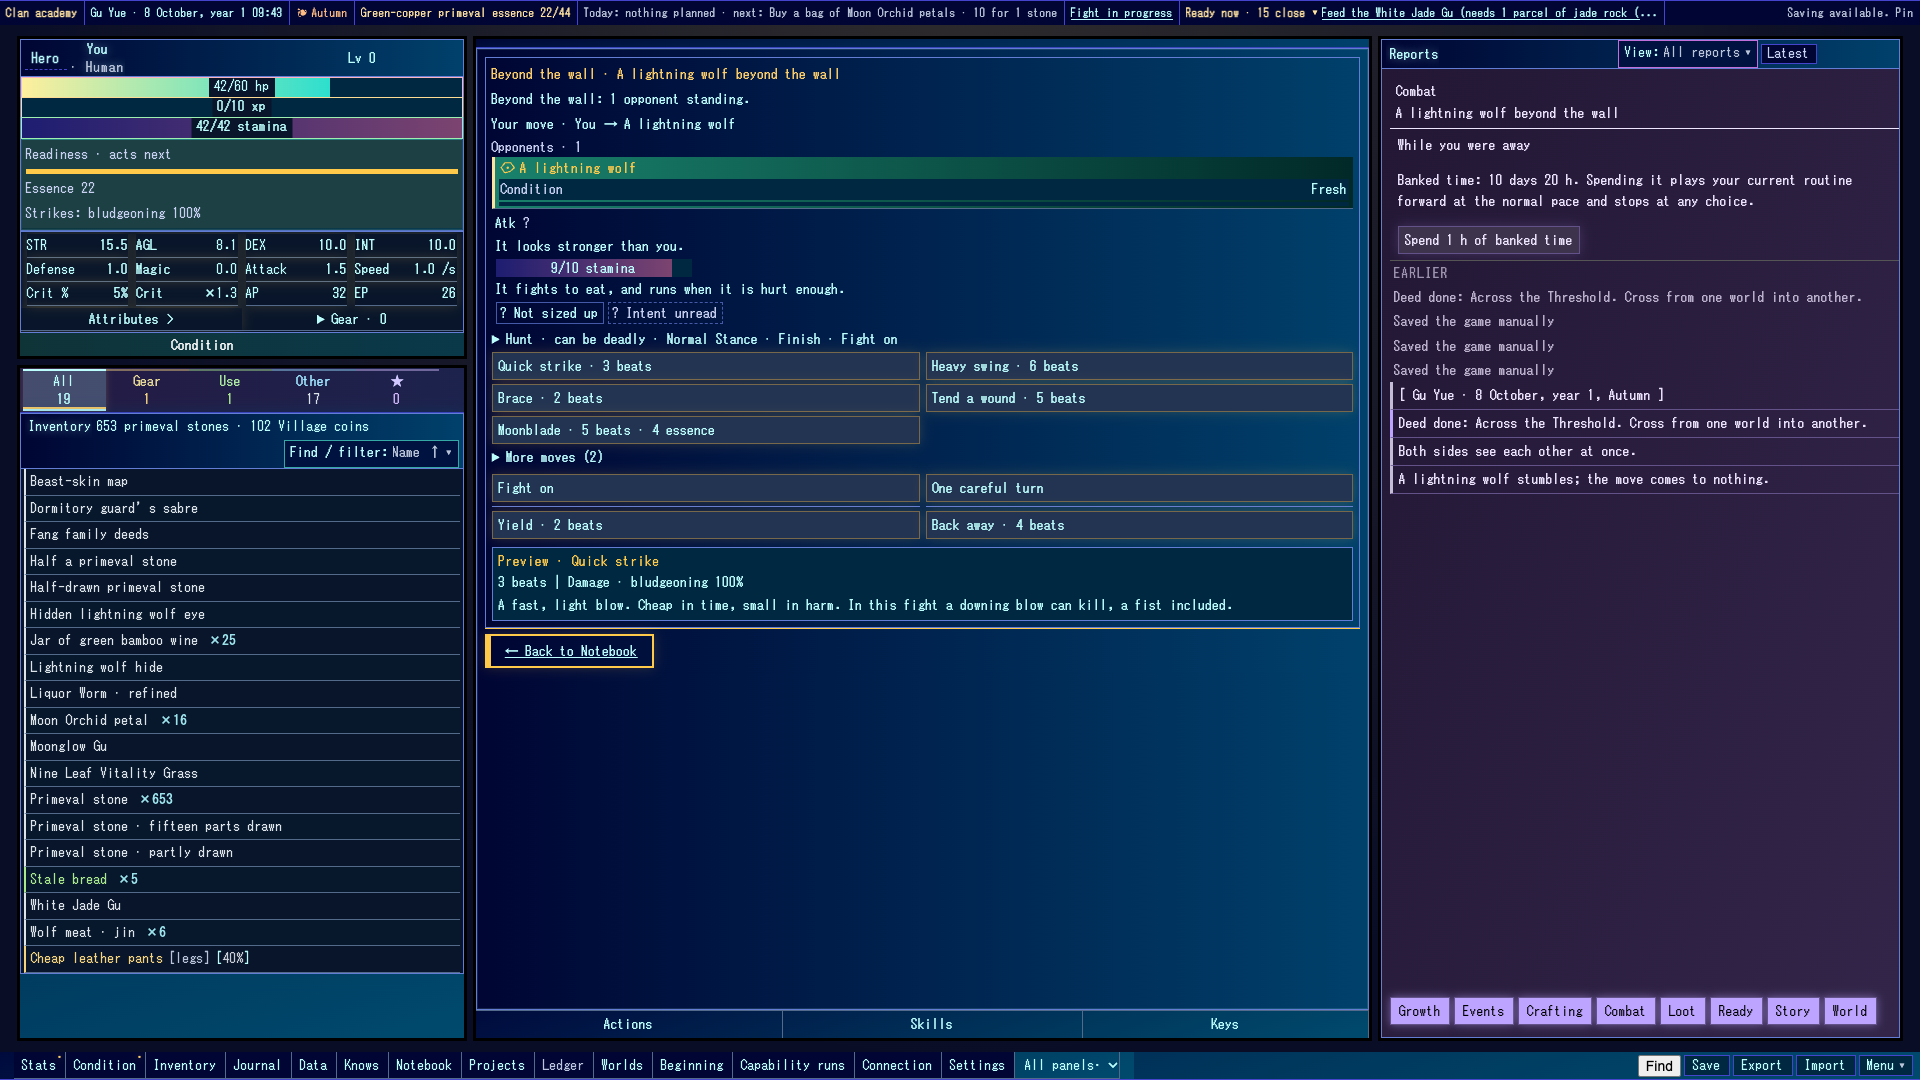 Clan academy
Gu Yue · 8 October, year 1 09:43
Autumn
Green-copper primeval essence 22/44
Today: nothing planned · next: Buy a bag of Moon Orchid petals · 10 for 1 stone
Fight in progress
Ready now · 15 close ▾ Feed the White Jade Gu (needs 1 parcel of jade rock (...
Saving available. Pin
Hero · You Lv 0
Human
42/60 hp
0/10 xp
42/42 stamina
Readiness · acts next
Essence 22
Strikes: bludgeoning 100%
STR 15.5 AGL 8.1 DEX 10.0 INT 10.0
Defense 1.0 Magic 0.0 Attack 1.5 Speed 1.0 /s
Crit % 5% Crit ×1.3 AP 32 EP 26
Attributes > ▶ Gear · 0
Condition
All Gear Use Other ★
19 1 1 17 0
Inventory 653 primeval stones · 102 Village coins
Find / filter: Name ↑ ▾
Beast-skin map
Dormitory guard's sabre
Fang family deeds
Half a primeval stone
Half-drawn primeval stone
Hidden lightning wolf eye
Jar of green bamboo wine ×25
Lightning wolf hide
Liquor Worm · refined
Moon Orchid petal ×16
Moonglow Gu
Nine Leaf Vitality Grass
Primeval stone ×653
Primeval stone · fifteen parts drawn
Primeval stone · partly drawn
Stale bread ×5
White Jade Gu
Wolf meat · jin ×6
Cheap leather pants [legs] [40%]
Beyond the wall · A lightning wolf beyond the wall
Beyond the wall: 1 opponent standing.
Your move · You → A lightning wolf
Opponents · 1
A lightning wolf
Condition Fresh
Atk ?
It looks stronger than you.
9/10 stamina
It fights to eat, and runs when it is hurt enough.
? Not sized up ? Intent unread
▶ Hunt · can be deadly · Normal Stance · Finish · Fight on
Quick strike · 3 beats Heavy swing · 6 beats
Brace · 2 beats Tend a wound · 5 beats
Moonblade · 5 beats · 4 essence
▶ More moves (2)
Fight on One careful turn
Yield · 2 beats Back away · 4 beats
Preview · Quick strike
3 beats | Damage · bludgeoning 100%
A fast, light blow. Cheap in time, small in harm. In this fight a downing blow can kill, a fist included.
← Back to Notebook
Actions Skills Keys
Reports View: All reports ▾ Latest
Combat
A lightning wolf beyond the wall
While you were away
Banked time: 10 days 20 h. Spending it plays your current routine
forward at the normal pace and stops at any choice.
Spend 1 h of banked time
EARLIER
Deed done: Across the Threshold. Cross from one world into another.
Saved the game manually
Saved the game manually
Saved the game manually
[ Gu Yue · 8 October, year 1, Autumn ]
Deed done: Across the Threshold. Cross from one world into another.
Both sides see each other at once.
A lightning wolf stumbles; the move comes to nothing.
Growth Events Crafting Combat Loot Ready Story World
Stats Condition Inventory Journal Data Knows Notebook Projects Ledger Worlds Beginning Capability runs Connection Settings All panels·
Find Save Export Import Menu ▾